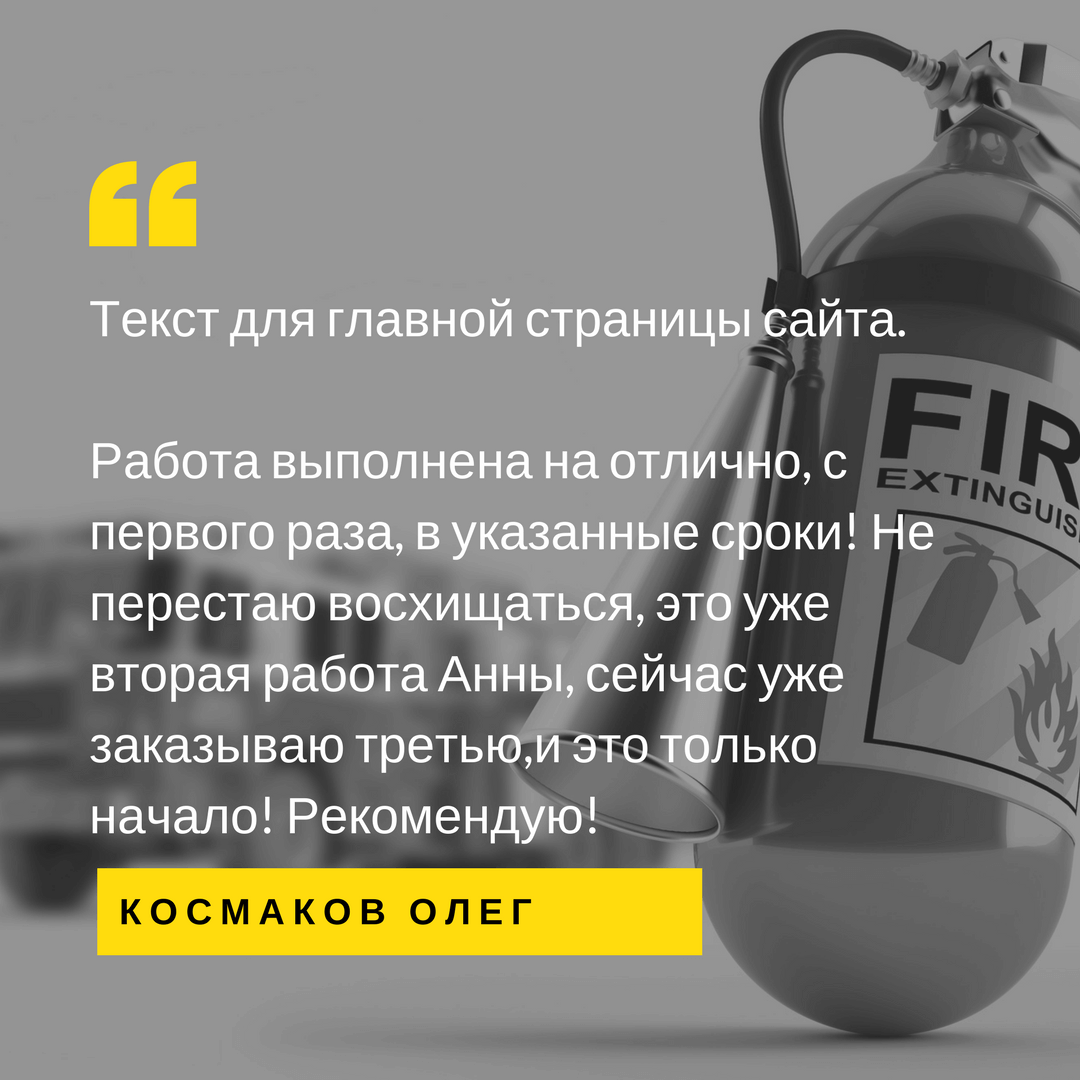 “
Текст для главной страницы сайта.
Работа выполнена на отлично, с
первого раза, в указанные сроки! Не
перестаю восхищаться, это уже
вторая работа Анны, сейчас уже
заказываю третью,и это только
начало! Рекомендую!
КОСМАКОВ ОЛЕГ
FIR
EXTINGUIS